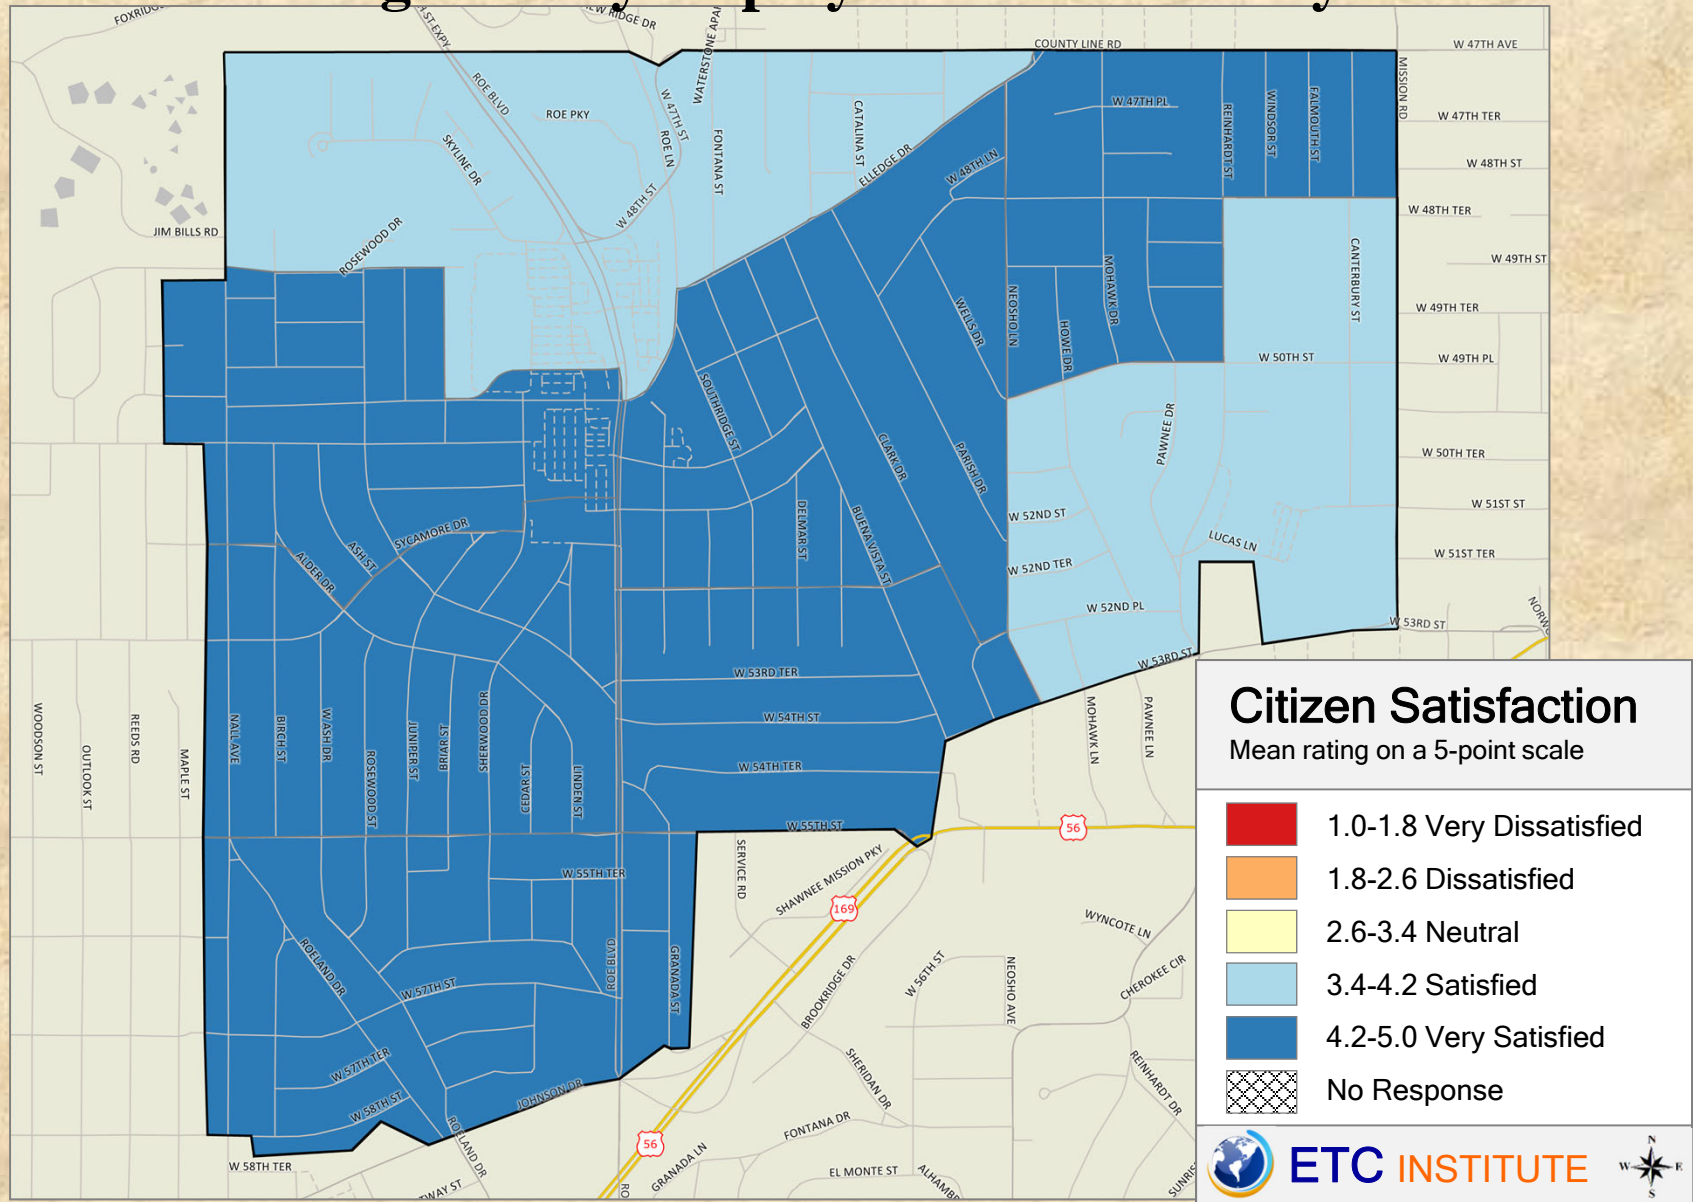 COUNTY LINE RD
W 47TH AVE
ROE BLVD
ROE PKY
W 47TH ST
ROE LN
FONTANA ST
CATALINA ST
ELLEDGE DR
W 47TH PL
W 48TH LN
REINHARDT ST
WINDSOR ST
FALMOUTH ST
MISSION RD
W 47TH TER
W 48TH ST
W 48TH TER
W 49TH ST
W 49TH TER
W 49TH PL
W 50TH TER
W 51ST ST
W 51ST TER
W 53RD ST
SKYLINE DR
W 48TH ST
JIM BILLS RD
ROSEWOOD DR
NEOSHO LN
HOWE DR
MOHAWK DR
WELLS DR
CANTERBURY ST
W 50TH ST
PAWNEE DR
SOUTHRIDGE ST
CLARK DR
PARISH DR
BUENA VISTA ST
DELMAR ST
W 52ND ST
W 52ND TER
W 52ND PL
LUCAS LN
W 53RD ST
SYCAMORE DR
ASH ST
ALDER DR
W 53RD TER
W 54TH ST
W 54TH TER
W 55TH ST
WOODSON ST
OUTLOOK ST
REEDS RD
MAPLE ST
NALL AVE
BIRCH ST
W ASH DR
ROSEWOOD ST
JUNIPER ST
BRIAR ST
SHERWOOD DR
CEDAR ST
LINDEN ST
MOHAWK LN
PAWNEE LN
56
W 55TH TER
SERVICE RD
SHAWNEE MISSION PKY
169
ROELAND DR
W 57TH ST
ROE BLVD
GRANADA ST
BROOKRIDGE DR
W 56TH ST
NEOSHO AVE
WYNCOTE LN
CHEROKEE CIR
W 57TH TER
W 58TH ST
JOHNSON DR
ROELAND DR
SHERIDAN DR
REINHARDT DR
FONTANA DR
56
GRANADA LN
EL MONTE ST
W 58TH TER
Citizen Satisfaction
Mean rating on a 5-point scale
1.0-1.8 Very Dissatisfied
1.8-2.6 Dissatisfied
2.6-3.4 Neutral
3.4-4.2 Satisfied
4.2-5.0 Very Satisfied
No Response
ETC INSTITUTE
N
W E
S